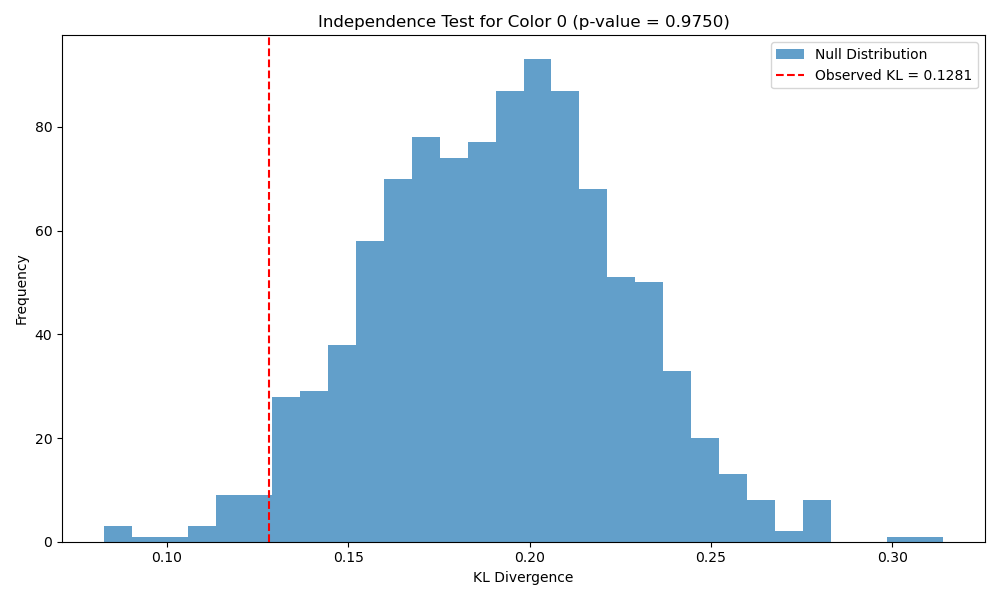 Independence Test for Color 0 (p-value = 0.9750)
Null Distribution
Observed KL = 0.1281
80
60
40
20
0
Frequency
0.10 0.15 0.20 0.25 0.30
KL Divergence